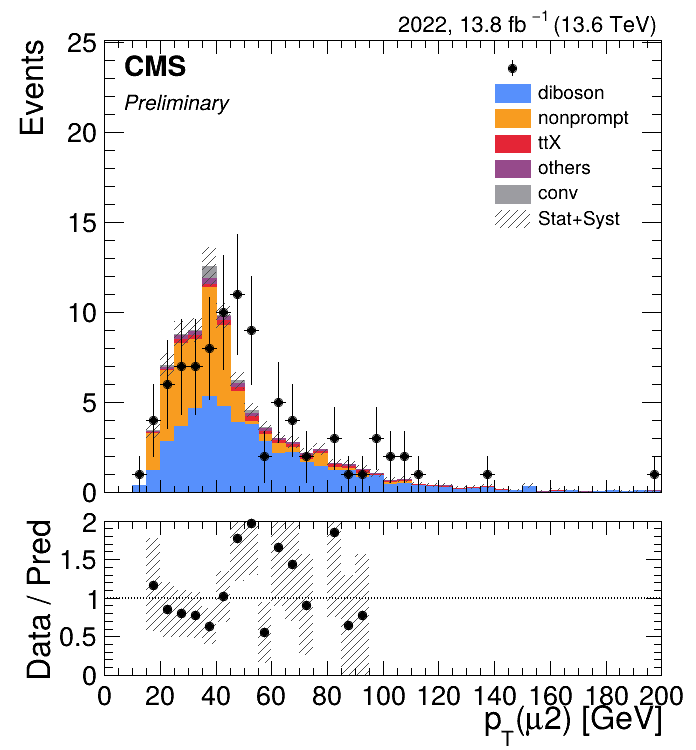 2022, 13.8 fb⁻¹ (13.6 TeV)
Events
25
20
15
10
5
0
CMS
Preliminary
diboson
nonprompt
ttX
others
conv
Stat+Syst
Data / Pred
2
1.5
1
0.5
0
0 20 40 60 80 100 120 140 160 180 200
p_T(μ2) [GeV]